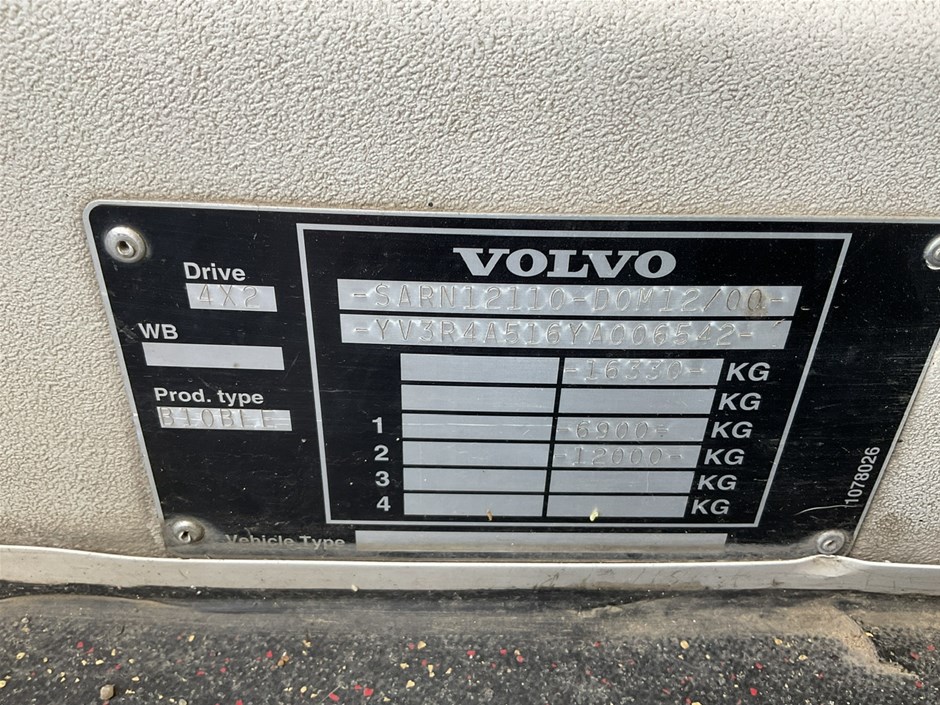 VOLVO
Drive
4X2
-SARN12110-DOM12/00-
WB
-YV3R4A516YA006542-
-16330- KG
Prod. type
KG
B10BLE
1 -6900- KG
2 -12000- KG
3 KG
4 KG
1078026
Vehicle Type